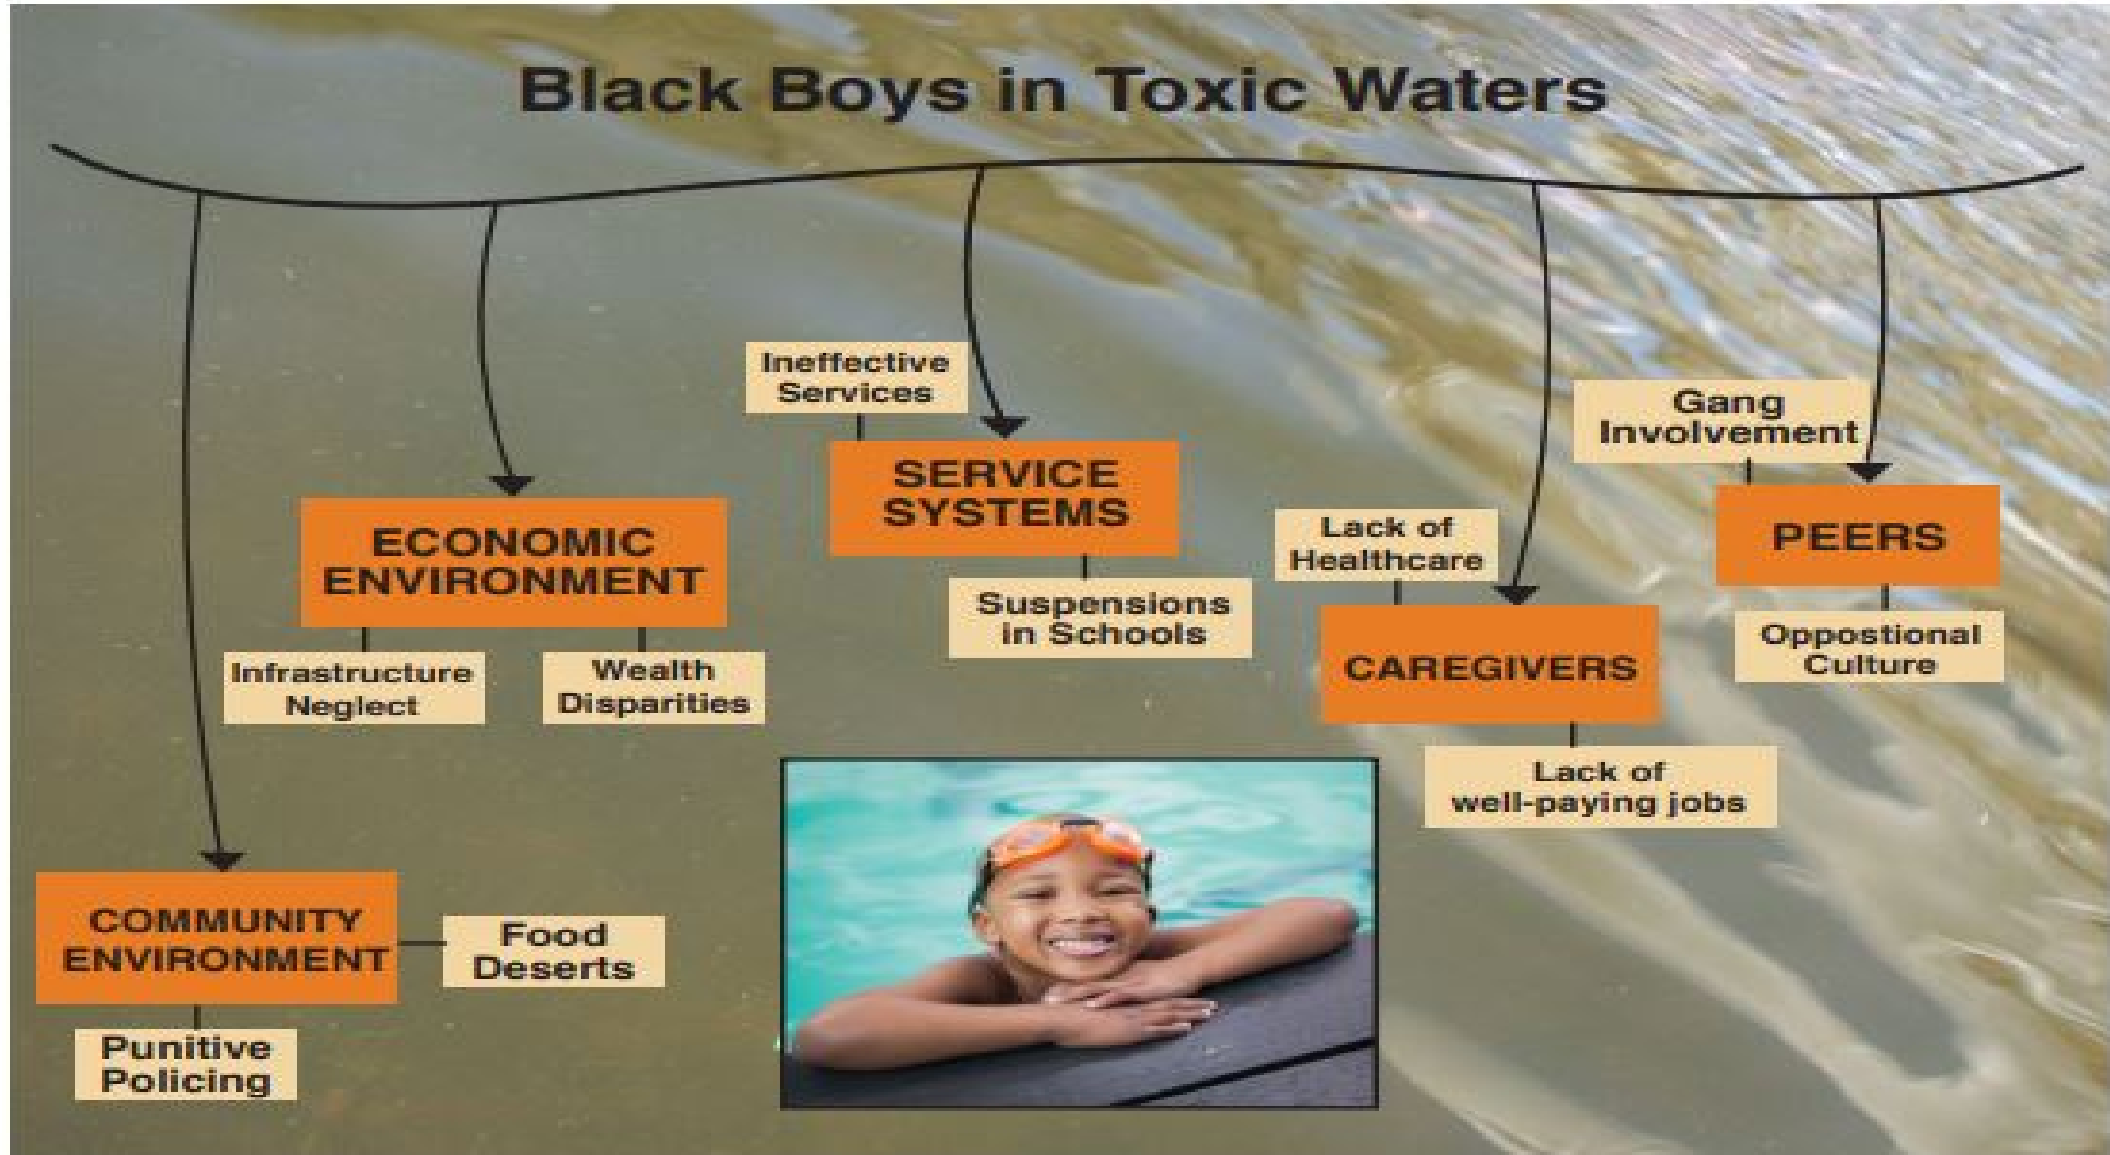 Black Boys in Toxic Waters
Ineffective
Services
SERVICE
SYSTEMS
Suspensions
in Schools
Gang
Involvement
PEERS
Oppostional
Culture
Lack of
Healthcare
CAREGIVERS
Lack of
well-paying jobs
ECONOMIC
ENVIRONMENT
Infrastructure
Neglect
Wealth
Disparities
COMMUNITY
ENVIRONMENT
Food
Deserts
Punitive
Policing